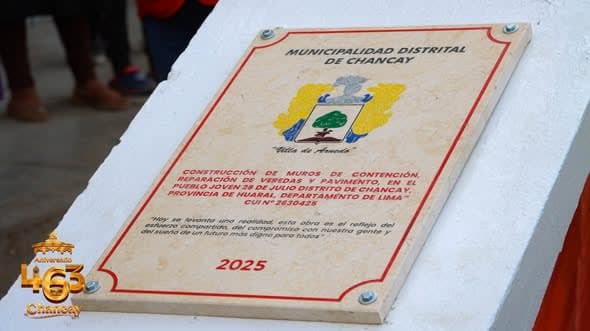 MUNICIPALIDAD DISTRITAL
DE CHANCAY
"Villa de Arnedo"
CONSTRUCCIÓN DE MUROS DE CONTENCIÓN,
REPARACIÓN DE VEREDAS Y PAVIMENTO, EN EL
PUEBLO JOVEN 28 DE JULIO DISTRITO DE CHANCAY,
PROVINCIA DE HUARAL, DEPARTAMENTO DE LIMA"
CUI N° 2630425
"Hoy se levanta una realidad, esta obra es el reflejo del
esfuerzo compartido, del compromiso con nuestra gente y
del sueño de un futuro más digno para todos"
2025
Aniversario
463
Chancay